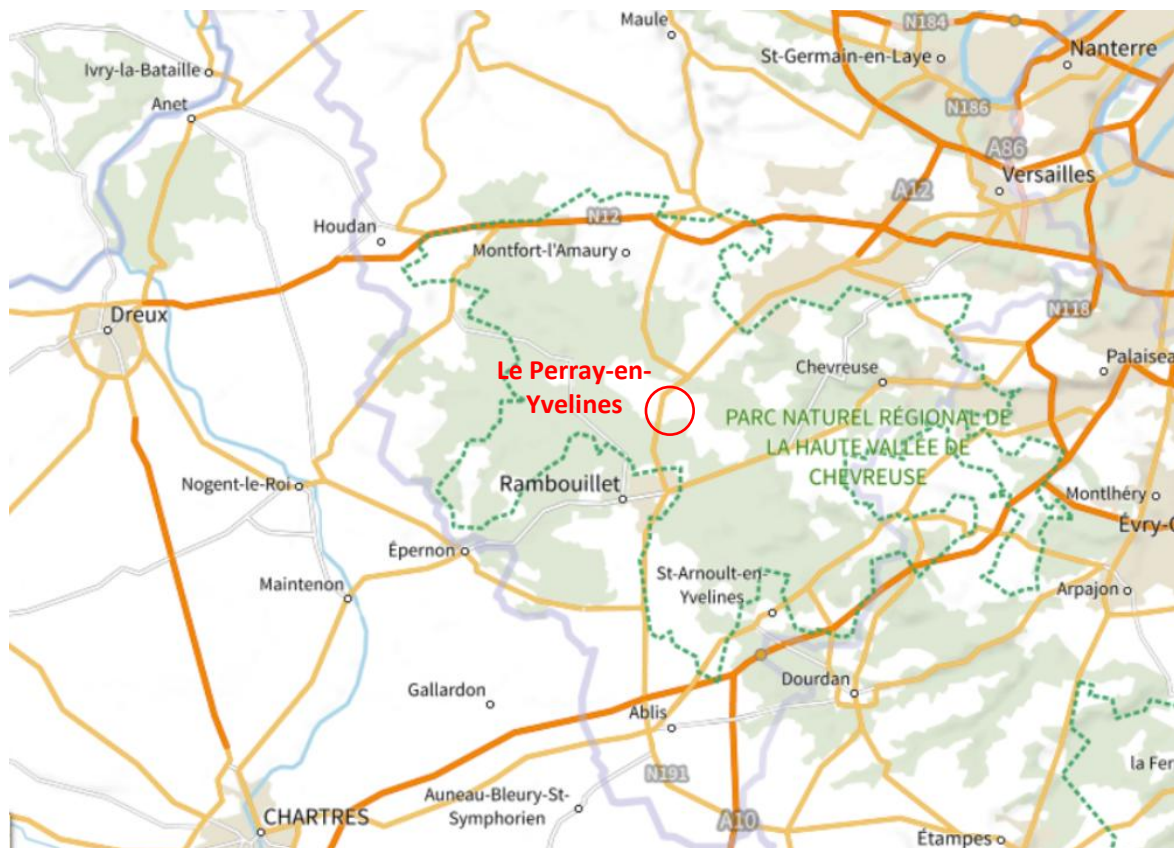 Maule
N184
Nanterre
St-Germain-en-Laye
Ivry-la-Bataille
Anet
N186
A86
Versailles
A12
Houdan
N12
Montfort-l'Amaury
Dreux
N118
Palaisea
Chevreuse
Le Perray-en-
Yvelines
PARC NATUREL RÉGIONAL DE
LA HAUTE VALLÉE DE
CHEVREUSE
Nogent-le-Roi
Rambouillet
Montlhéry
Évry-C
Épernon
Maintenon
St-Arnoult-en-
Yvelines
Arpajon
Gallardon
Dourdan
Ablis
la Fer
N191
Auneau-Bleury-St-
Symphorien
CHARTRES
A10
Étampes